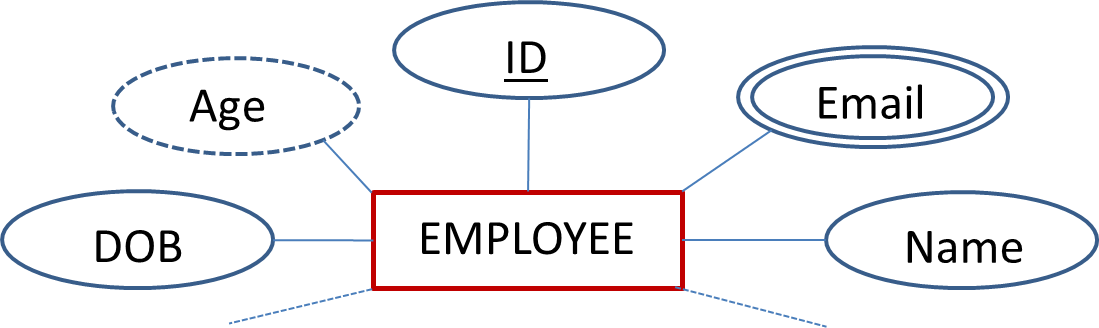 ID
Age
Email
DOB
EMPLOYEE
Name